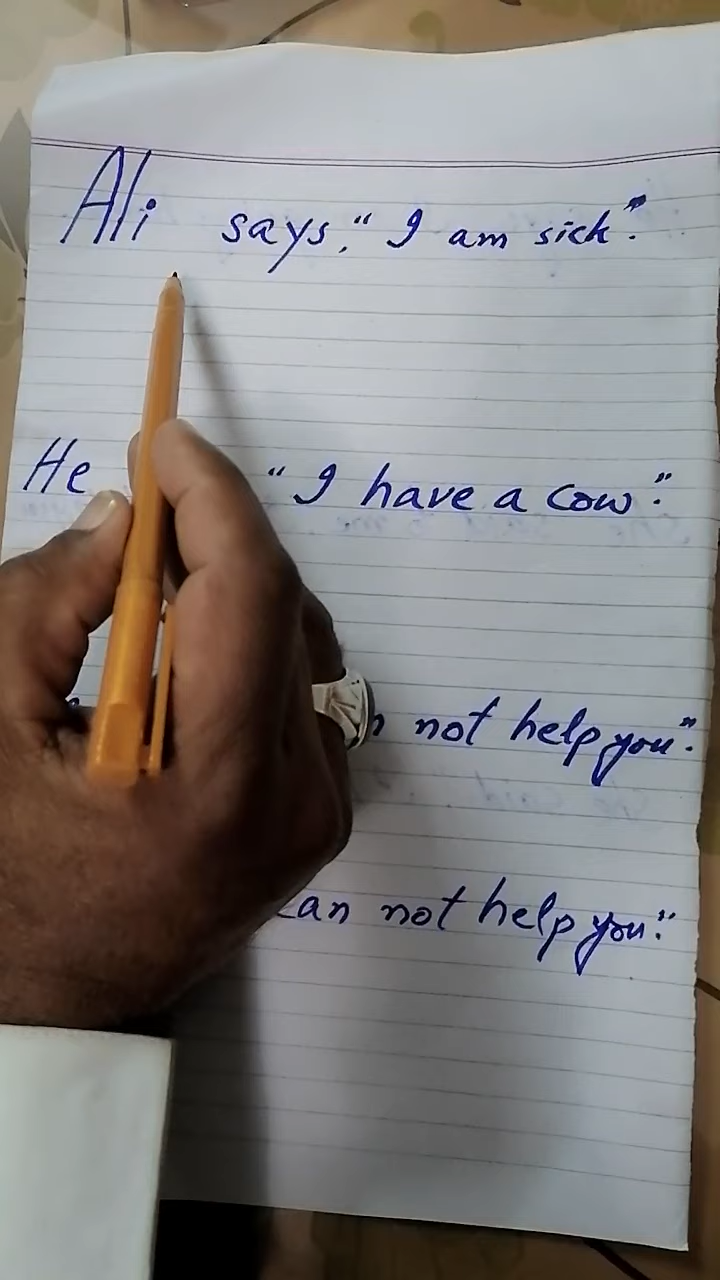 Ali says, " I am sick".
He " I have a cow".
not help you".
can not help you".